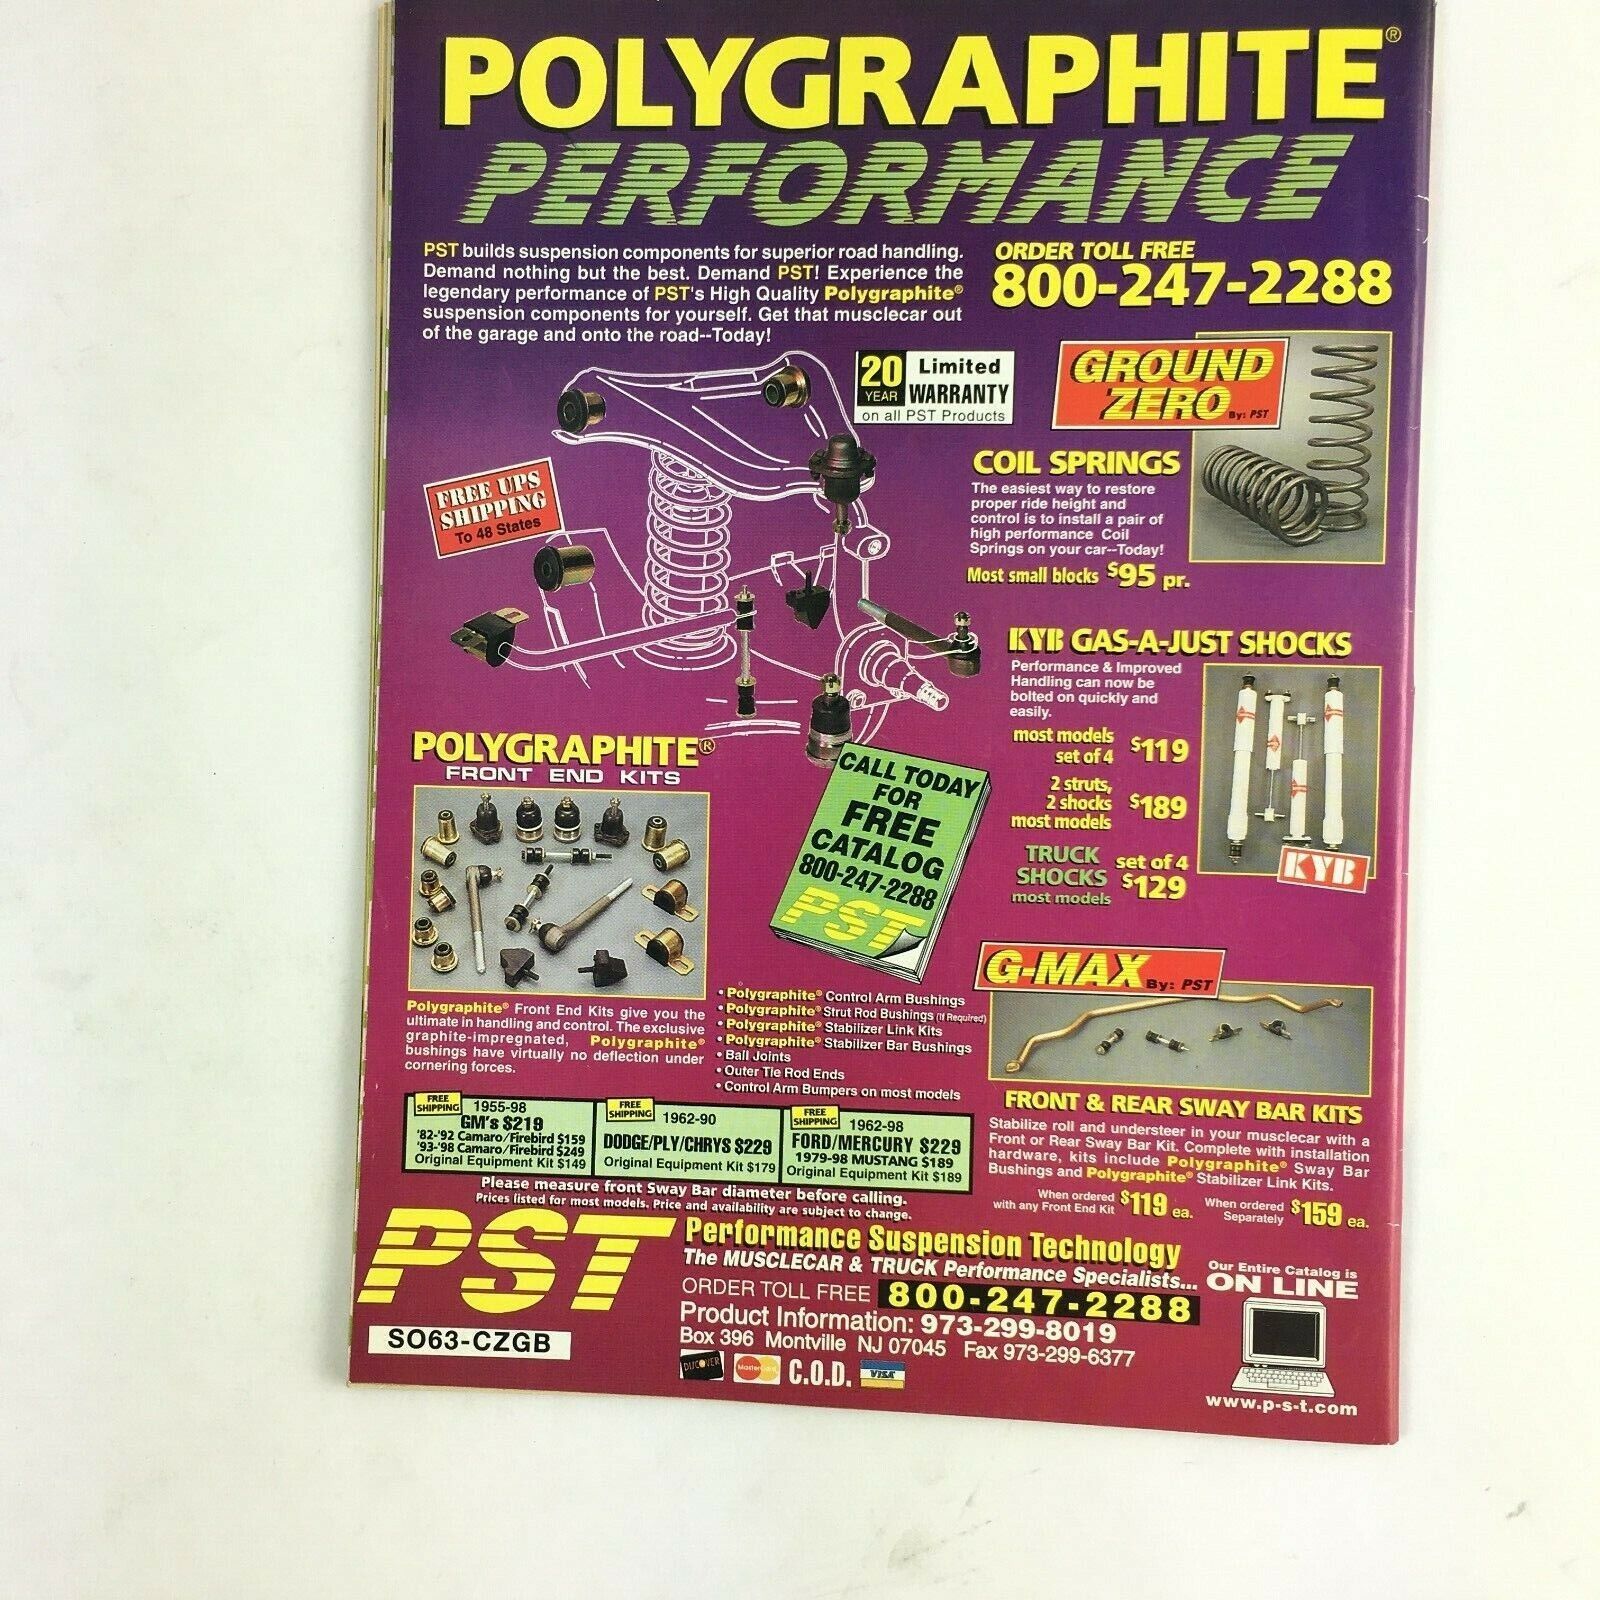 POLYGRAPHITE®
PERFORMANCE
PST builds suspension components for superior road handling.
Demand nothing but the best. Demand PST! Experience the
legendary performance of PST's High Quality Polygraphite®
suspension components for yourself. Get that musclecar out
of the garage and onto the road--Today!
ORDER TOLL FREE
800-247-2288
20 YEAR Limited WARRANTY
on all PST Products
GROUND
ZERO By: PST
FREE UPS
SHIPPING
To 48 States
COIL SPRINGS
The easiest way to restore
proper ride height and
control is to install a pair of
high performance Coil
Springs on your car--Today!
Most small blocks $95 pr.
KYB GAS-A-JUST SHOCKS
Performance & Improved
Handling can now be
bolted on quickly and
easily.
most models
set of 4 $119
2 struts,
2 shocks $189
most models
TRUCK
SHOCKS
most models
set of 4
$129
KYB
POLYGRAPHITE®
FRONT END KITS
CALL TODAY
FOR
FREE
CATALOG
800-247-2288
PST
Polygraphite® Front End Kits give you the
ultimate in handling and control. The exclusive
graphite-impregnated, Polygraphite®
bushings have virtually no deflection under
cornering forces.
• Polygraphite® Control Arm Bushings
• Polygraphite® Strut Rod Bushings (If Required)
• Polygraphite® Stabilizer Link Kits
• Polygraphite® Stabilizer Bar Bushings
• Ball Joints
• Outer Tie Rod Ends
• Control Arm Bumpers on most models
G-MAX By: PST
FRONT & REAR SWAY BAR KITS
Stabilize roll and understeer in your musclecar with a
Front or Rear Sway Bar Kit. Complete with installation
hardware, kits include Polygraphite® Sway Bar
Bushings and Polygraphite® Stabilizer Link Kits.
When ordered
with any Front End Kit $119 ea.
When ordered
Separately $159 ea.
FREE
SHIPPING
1955-98
GM's $219
'82-'92 Camaro/Firebird $159
'93-'98 Camaro/Firebird $249
Original Equipment Kit $149
FREE
SHIPPING
1962-90
DODGE/PLY/CHRYS $229
Original Equipment Kit $179
FREE
SHIPPING
1962-98
FORD/MERCURY $229
1979-98 MUSTANG $189
Original Equipment Kit $189
Please measure front Sway Bar diameter before calling.
Prices listed for most models. Price and availability are subject to change.
PST
SO63-CZGB
Performance Suspension Technology
The MUSCLECAR & TRUCK Performance Specialists...
ORDER TOLL FREE 800-247-2288
Product Information: 973-299-8019
Box 396 Montville NJ 07045 Fax 973-299-6377
DISCOVER MasterCard C.O.D. VISA
Our Entire Catalog is
ON LINE
www.p-s-t.com